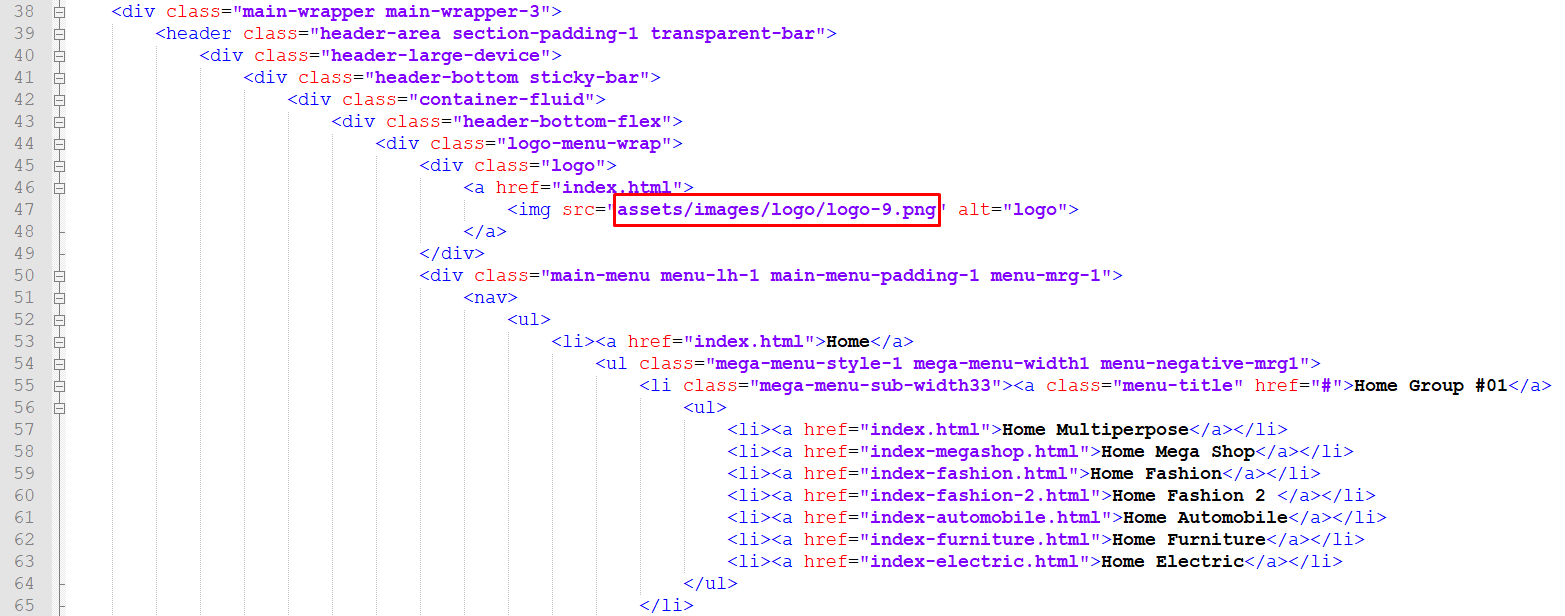 38 <div class="main-wrapper main-wrapper-3">
39 <header class="header-area section-padding-1 transparent-bar">
40 <div class="header-large-device">
41 <div class="header-bottom sticky-bar">
42 <div class="container-fluid">
43 <div class="header-bottom-flex">
44 <div class="logo-menu-wrap">
45 <div class="logo">
46 <a href="index.html">
47 <img src="assets/images/logo/logo-9.png" alt="logo">
48 </a>
49 </div>
50 <div class="main-menu menu-lh-1 main-menu-padding-1 menu-mrg-1">
51 <nav>
52 <ul>
53 <li><a href="index.html">Home</a>
54 <ul class="mega-menu-style-1 mega-menu-width1 menu-negative-mrg1">
55 <li class="mega-menu-sub-width33"><a class="menu-title" href="#">Home Group #01</a>
56 <ul>
57 <li><a href="index.html">Home Multiperpose</a></li>
58 <li><a href="index-megashop.html">Home Mega Shop</a></li>
59 <li><a href="index-fashion.html">Home Fashion</a></li>
60 <li><a href="index-fashion-2.html">Home Fashion 2 </a></li>
61 <li><a href="index-automobile.html">Home Automobile</a></li>
62 <li><a href="index-furniture.html">Home Furniture</a></li>
63 <li><a href="index-electric.html">Home Electric</a></li>
64 </ul>
65 </li>